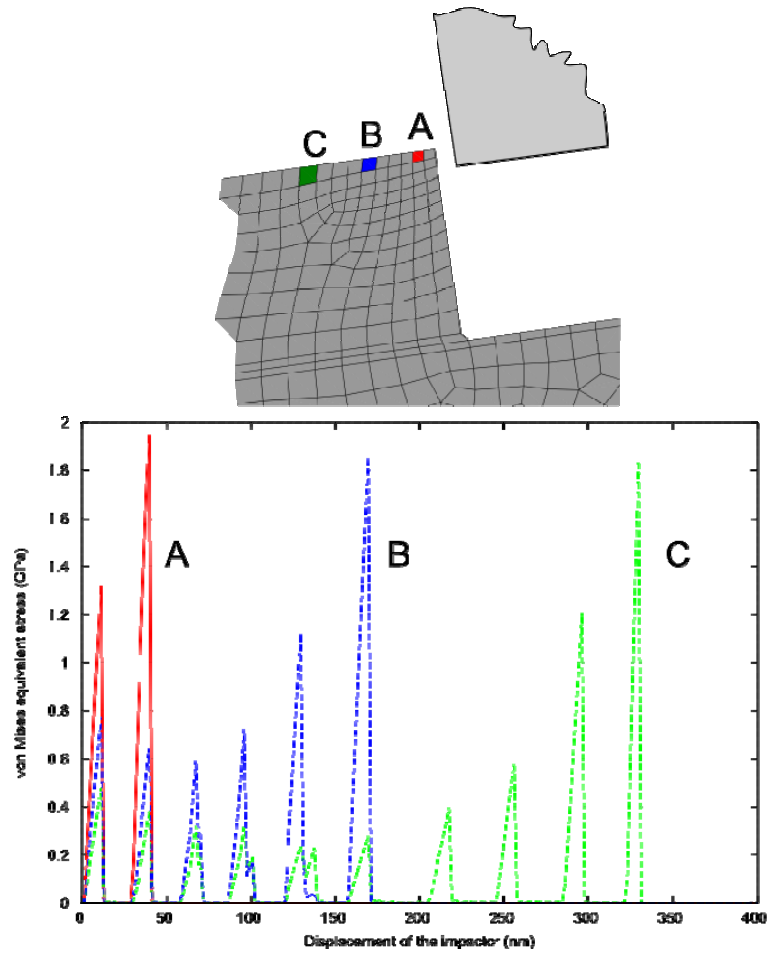 C B A
2
1.8
1.6
1.4
1.2
1
0.8
0.6
0.4
0.2
0
A B C
von Mises equivalent stress (GPa)
0 50 100 150 200 250 300 350 400
Displacement of the impactor (nm)